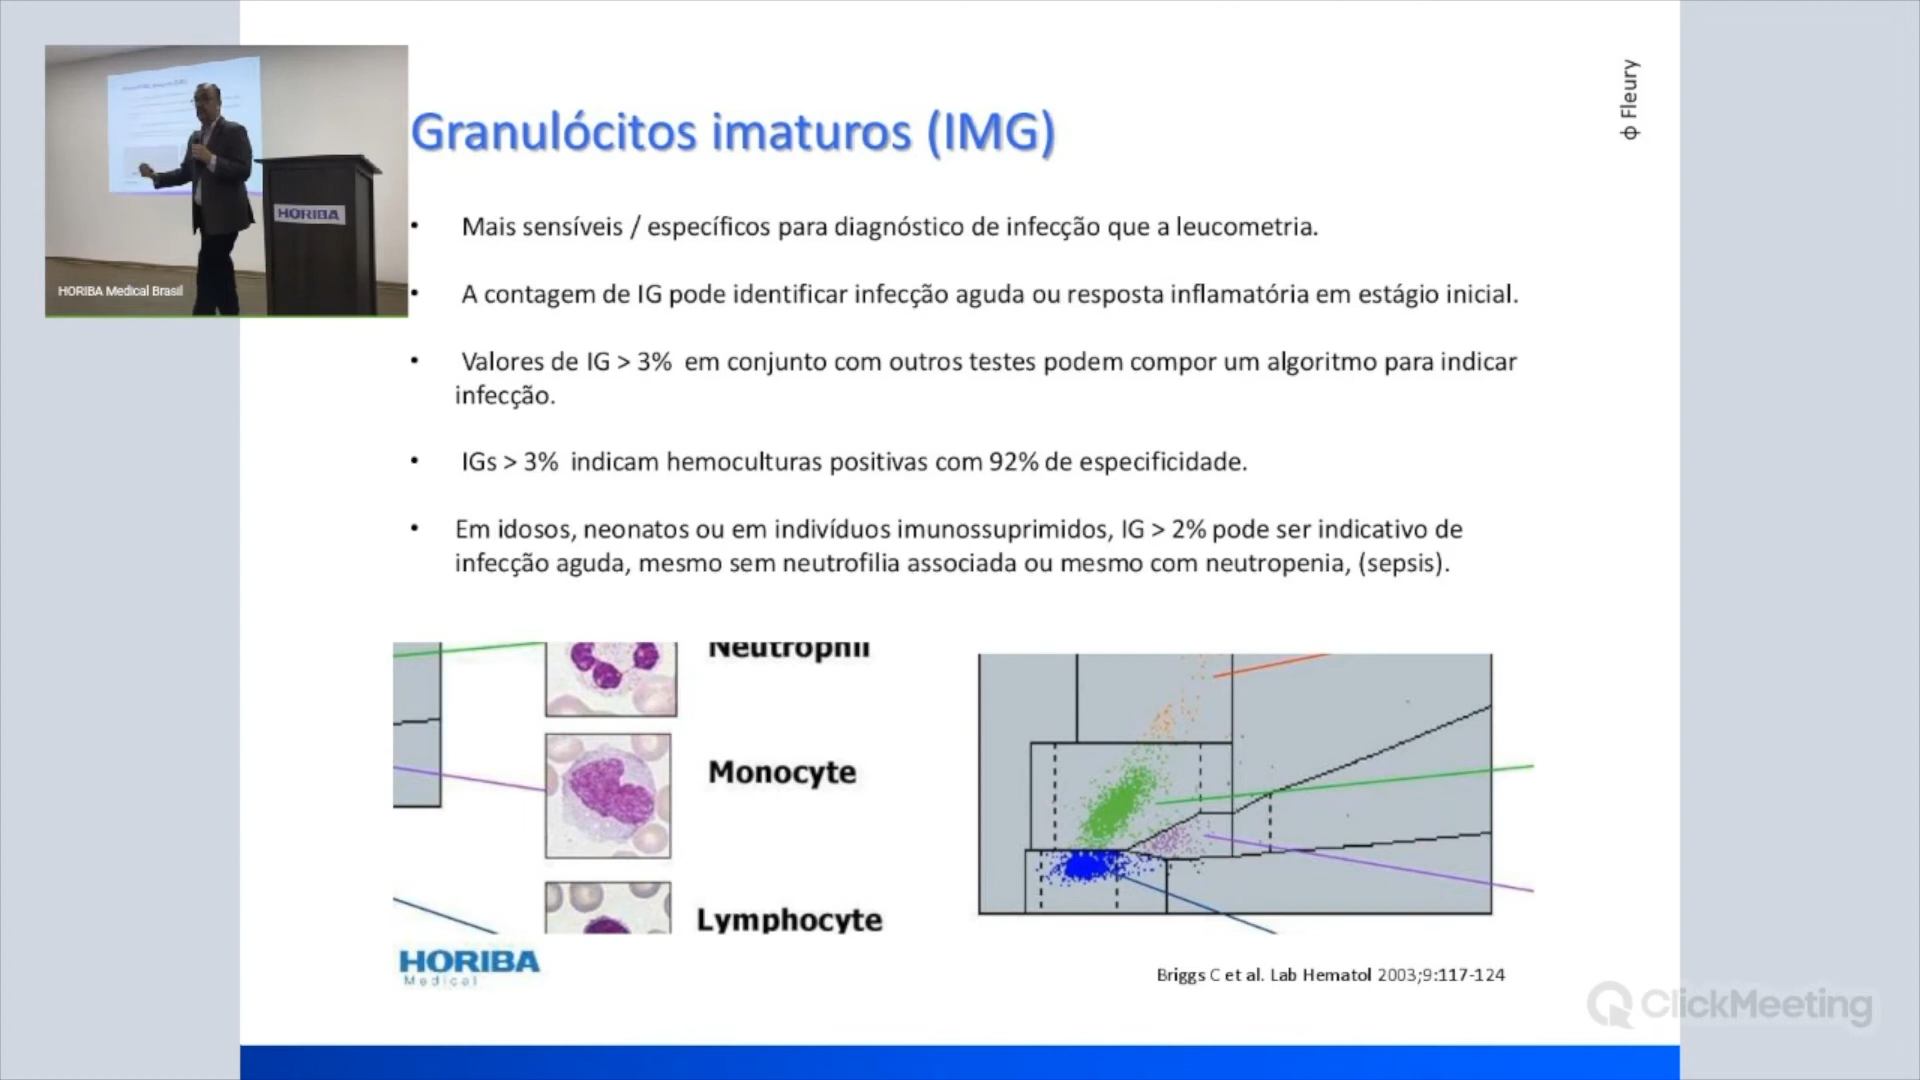 Granulócitos imaturos (IMG)
ф Fleury
HORIBA
HORIBA Medical Brasil
• Mais sensíveis / específicos para diagnóstico de infecção que a leucometria.
• A contagem de IG pode identificar infecção aguda ou resposta inflamatória em estágio inicial.
• Valores de IG > 3% em conjunto com outros testes podem compor um algoritmo para indicar
infecção.
• IGs > 3% indicam hemoculturas positivas com 92% de especificidade.
• Em idosos, neonatos ou em indivíduos imunossuprimidos, IG > 2% pode ser indicativo de
infecção aguda, mesmo sem neutrofilia associada ou mesmo com neutropenia, (sepsis).
Neutrophil
Monocyte
Lymphocyte
HORIBA
Medical
Briggs C et al. Lab Hematol 2003;9:117-124
ClickMeeting